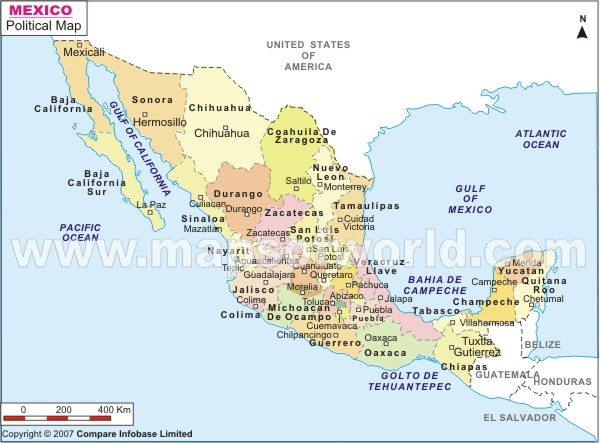 MEXICO
Political Map
N
UNITED STATES
OF
AMERICA
Mexicali
Baja
California
Sonora
Hermosillo
Chihuahua
Chihuahua
GULF OF CALIFORNIA
Coahuila De
Zaragoza
ATLANTIC
OCEAN
Baja
California
Sur
La Paz
Nuevo
Leon
Saltillo
Monterrey
Durango
Durango
Culiacan
Sinaloa
Mazatlan
Zacatecas
Zacatecas
Tamaulipas
Ciudad
Victoria
GULF
OF
MEXICO
PACIFIC
OCEAN
San Luis
Potosi
San Luis
Potosi
www.mapsofworld.com
Nayarit
Tepic
Aguascalientes
Guanajuato
Guadalajara
Queretaro
Veracruz-
Llave
Jalisco
Colima
Colima
Morelia
Michoacan
De Ocampo
Toluca
Pachuca
Apizaco
Jalapa
Puebla
Puebla
Cuernavaca
Chilpancingo
Guerrero
Oaxaca
Oaxaca
BAHIA DE
CAMPECHE
Tabasco
Villahermosa
Merida
Yucatan
Campeche
Champeche
Quitana
Roo
Chetumal
Tuxtla
Gutierrez
Chiapas
BELIZE
GUATEMALA
HONDURAS
EL SALVADOR
GOLTO DE
TEHUANTEPEC
0 200 400 Km
Copyright © 2007 Compare Infobase Limited